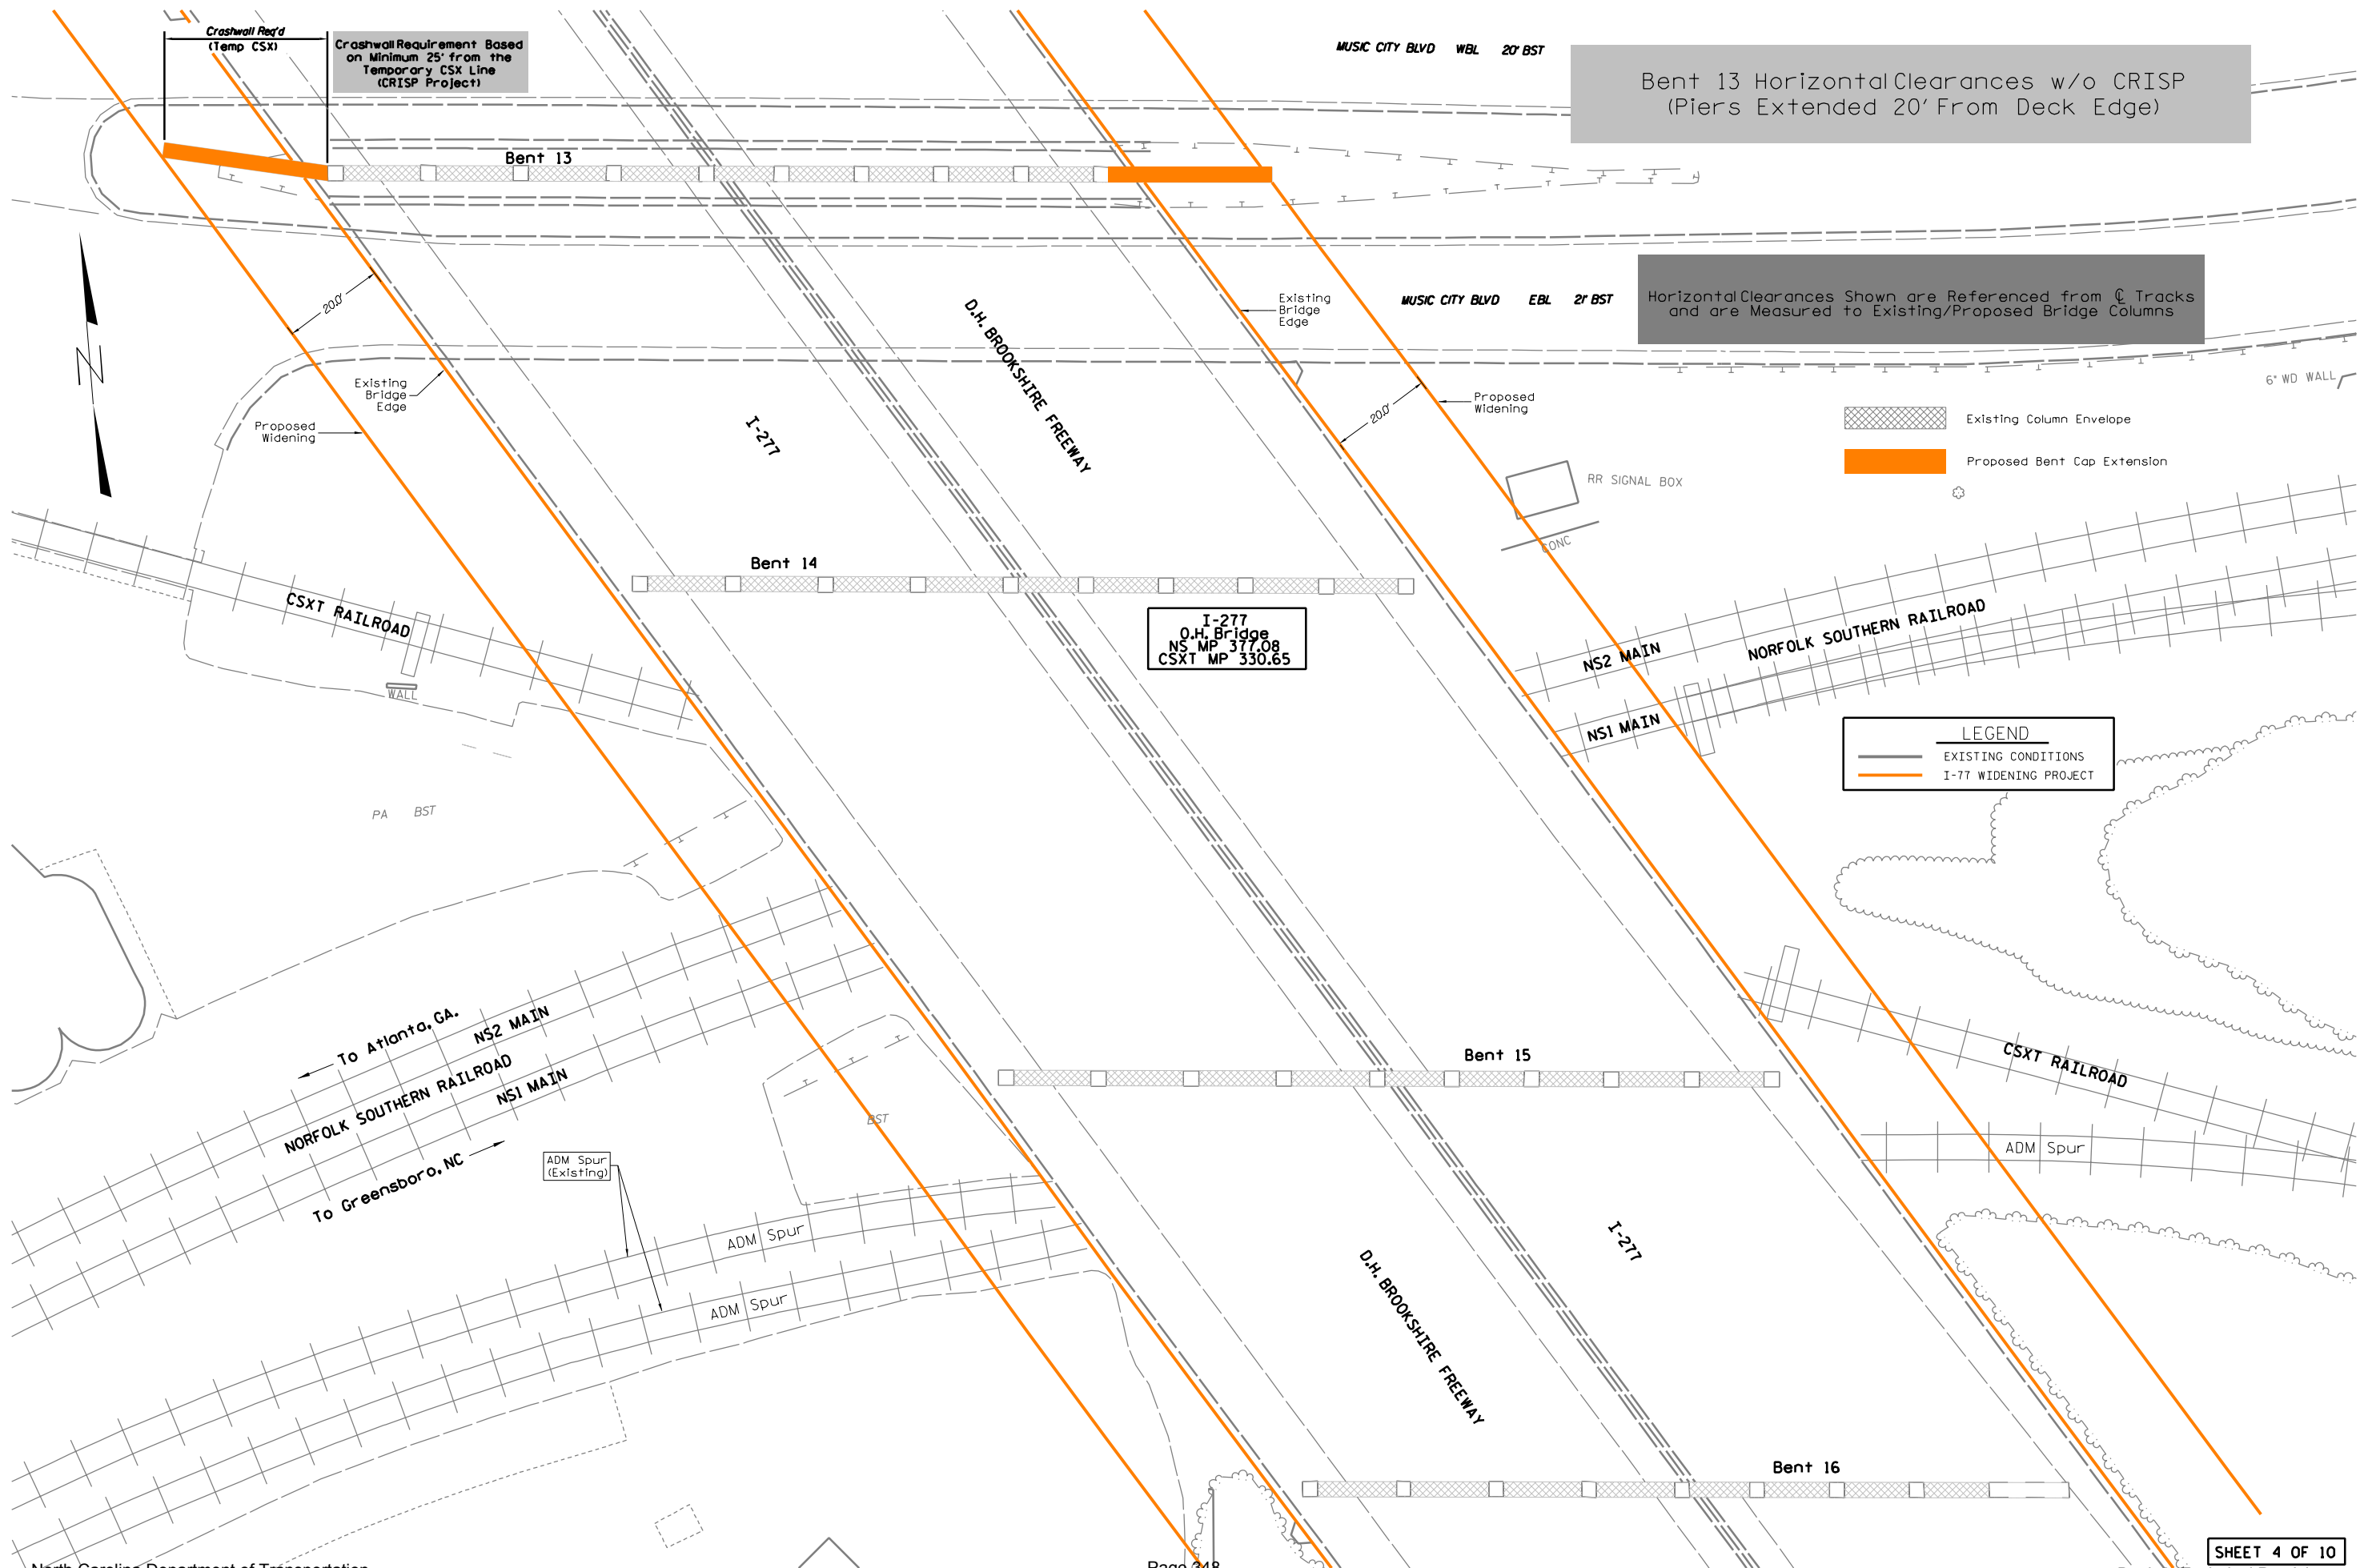 Crashwall Req'd
(Temp CSX)
Crashwall Requirement Based
on Minimum 25' from the
Temporary CSX Line
(CRISP Project)
MUSIC CITY BLVD WBL 20' BST
Bent 13 Horizontal Clearances w/o CRISP
(Piers Extended 20' From Deck Edge)
Bent 13
N
20.0'
Existing
Bridge
Edge
MUSIC CITY BLVD EBL 21' BST
Horizontal Clearances Shown are Referenced from ℄ Tracks
and are Measured to Existing/Proposed Bridge Columns
D.H. BROOKSHIRE FREEWAY
I-277
Existing
Bridge
Edge
Proposed
Widening
20.0'
Proposed
Widening
6" WD WALL
Existing Column Envelope
Proposed Bent Cap Extension
RR SIGNAL BOX
CONC
Bent 14
CSXT RAILROAD
WALL
I-277
O.H. Bridge
NS MP 377.08
CSXT MP 330.65
NS2 MAIN
NORFOLK SOUTHERN RAILROAD
NS1 MAIN
LEGEND
EXISTING CONDITIONS
I-77 WIDENING PROJECT
PA BST
To Atlanta, GA.
NS2 MAIN
NORFOLK SOUTHERN RAILROAD
NS1 MAIN
To Greensboro, NC
Bent 15
CSXT RAILROAD
ADM Spur
BST
ADM Spur
(Existing)
ADM Spur
ADM Spur
I-277
D.H. BROOKSHIRE FREEWAY
Bent 16
SHEET 4 OF 10
North Carolina Department of Transportation
Page 348